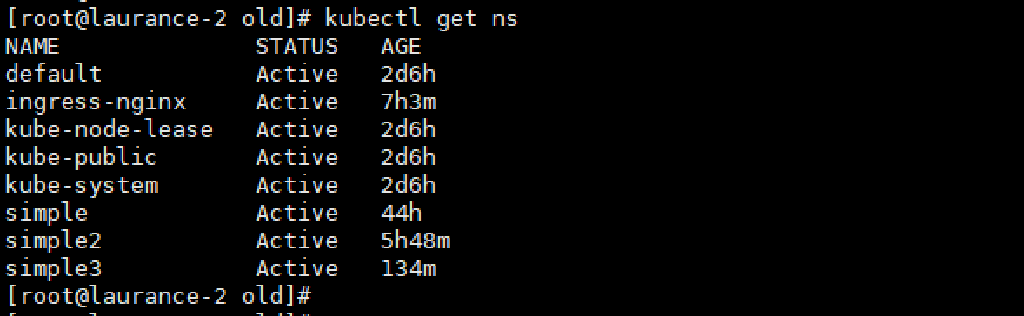 [root@laurance-2 old]# kubectl get ns
NAME STATUS AGE
default Active 2d6h
ingress-nginx Active 7h3m
kube-node-lease Active 2d6h
kube-public Active 2d6h
kube-system Active 2d6h
simple Active 44h
simple2 Active 5h48m
simple3 Active 134m
[root@laurance-2 old]#